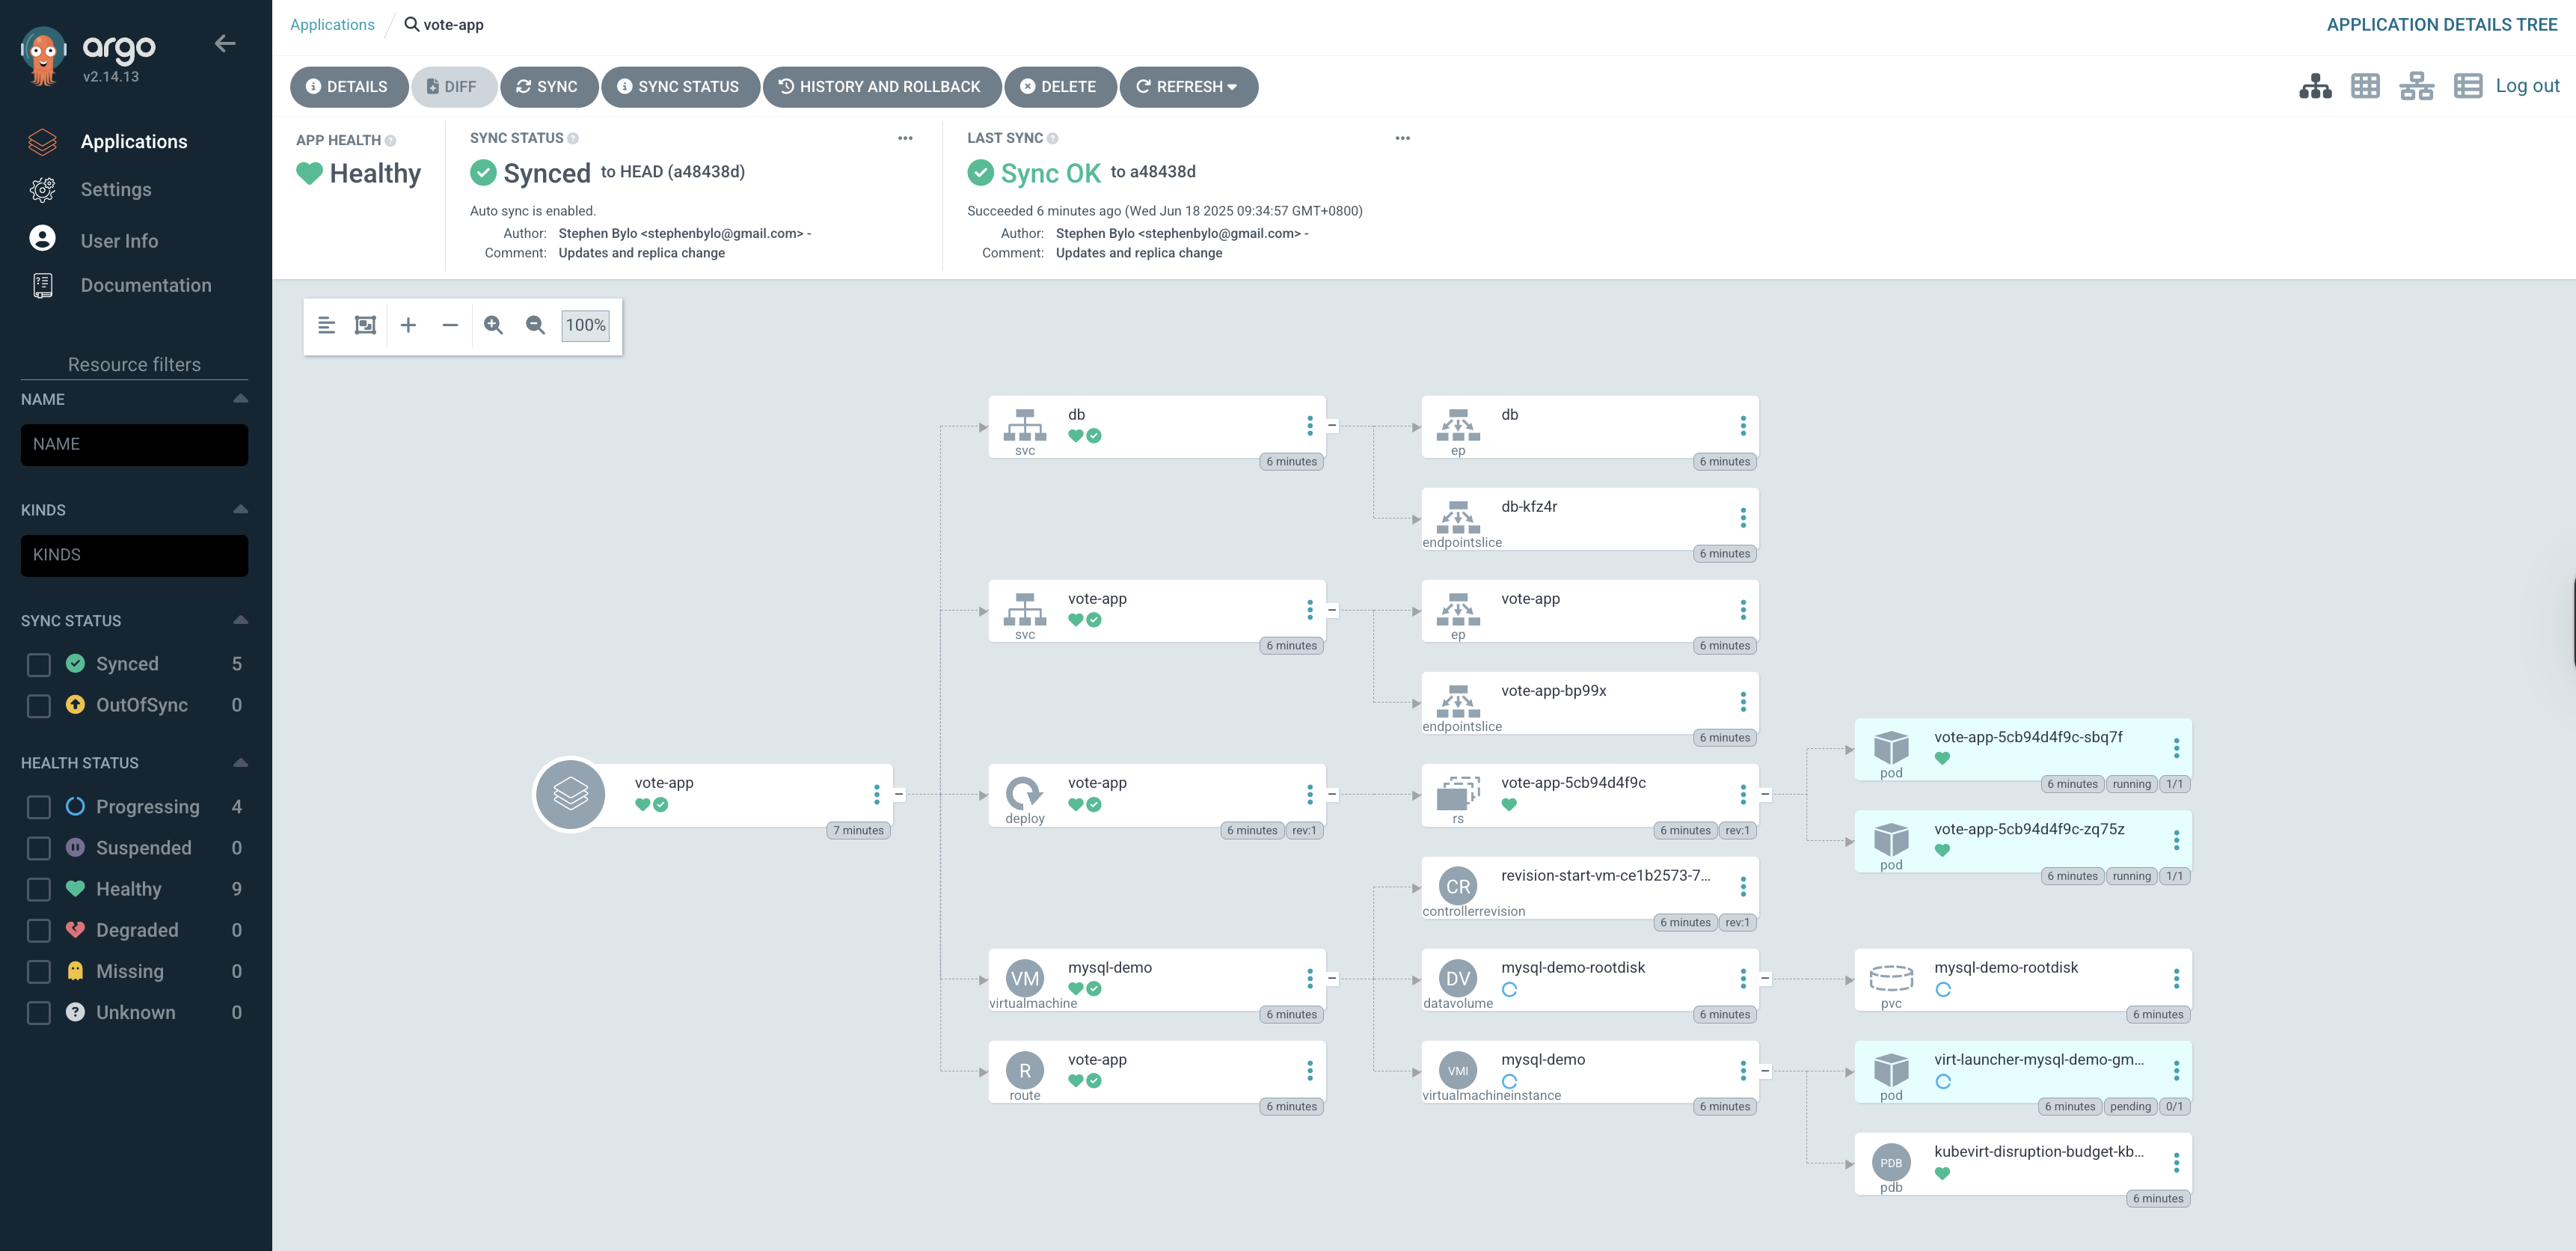 argo
v2.14.13
Applications
Settings
User Info
Documentation
Resource filters
NAME
NAME
KINDS
KINDS
SYNC STATUS
Synced 5
OutOfSync 0
HEALTH STATUS
Progressing 4
Suspended 0
Healthy 9
Degraded 0
Missing 0
Unknown 0
Applications / vote-app
APPLICATION DETAILS TREE
DETAILS DIFF SYNC SYNC STATUS HISTORY AND ROLLBACK DELETE REFRESH
Log out
APP HEALTH
Healthy
SYNC STATUS
Synced to HEAD (a48438d)
Auto sync is enabled.
Author: Stephen Bylo <stephenbylo@gmail.com> -
Comment: Updates and replica change
LAST SYNC
Sync OK to a48438d
Succeeded 6 minutes ago (Wed Jun 18 2025 09:34:57 GMT+0800)
Author: Stephen Bylo <stephenbylo@gmail.com> -
Comment: Updates and replica change
100%
vote-app
7 minutes
db
svc
6 minutes
vote-app
svc
6 minutes
vote-app
deploy
6 minutes rev:1
VM
mysql-demo
virtualmachine
6 minutes
R
vote-app
route
6 minutes
db
ep
6 minutes
db-kfz4r
endpointslice
6 minutes
vote-app
ep
6 minutes
vote-app-bp99x
endpointslice
6 minutes
vote-app-5cb94d4f9c
rs
6 minutes rev:1
CR
revision-start-vm-ce1b2573-7...
controllerrevision
6 minutes rev:1
DV
mysql-demo-rootdisk
datavolume
6 minutes
VMI
mysql-demo
virtualmachineinstance
6 minutes
vote-app-5cb94d4f9c-sbq7f
pod
6 minutes running 1/1
vote-app-5cb94d4f9c-zq75z
pod
6 minutes running 1/1
mysql-demo-rootdisk
pvc
6 minutes
virt-launcher-mysql-demo-gm...
pod
6 minutes pending 0/1
PDB
kubevirt-disruption-budget-kb...
pdb
6 minutes